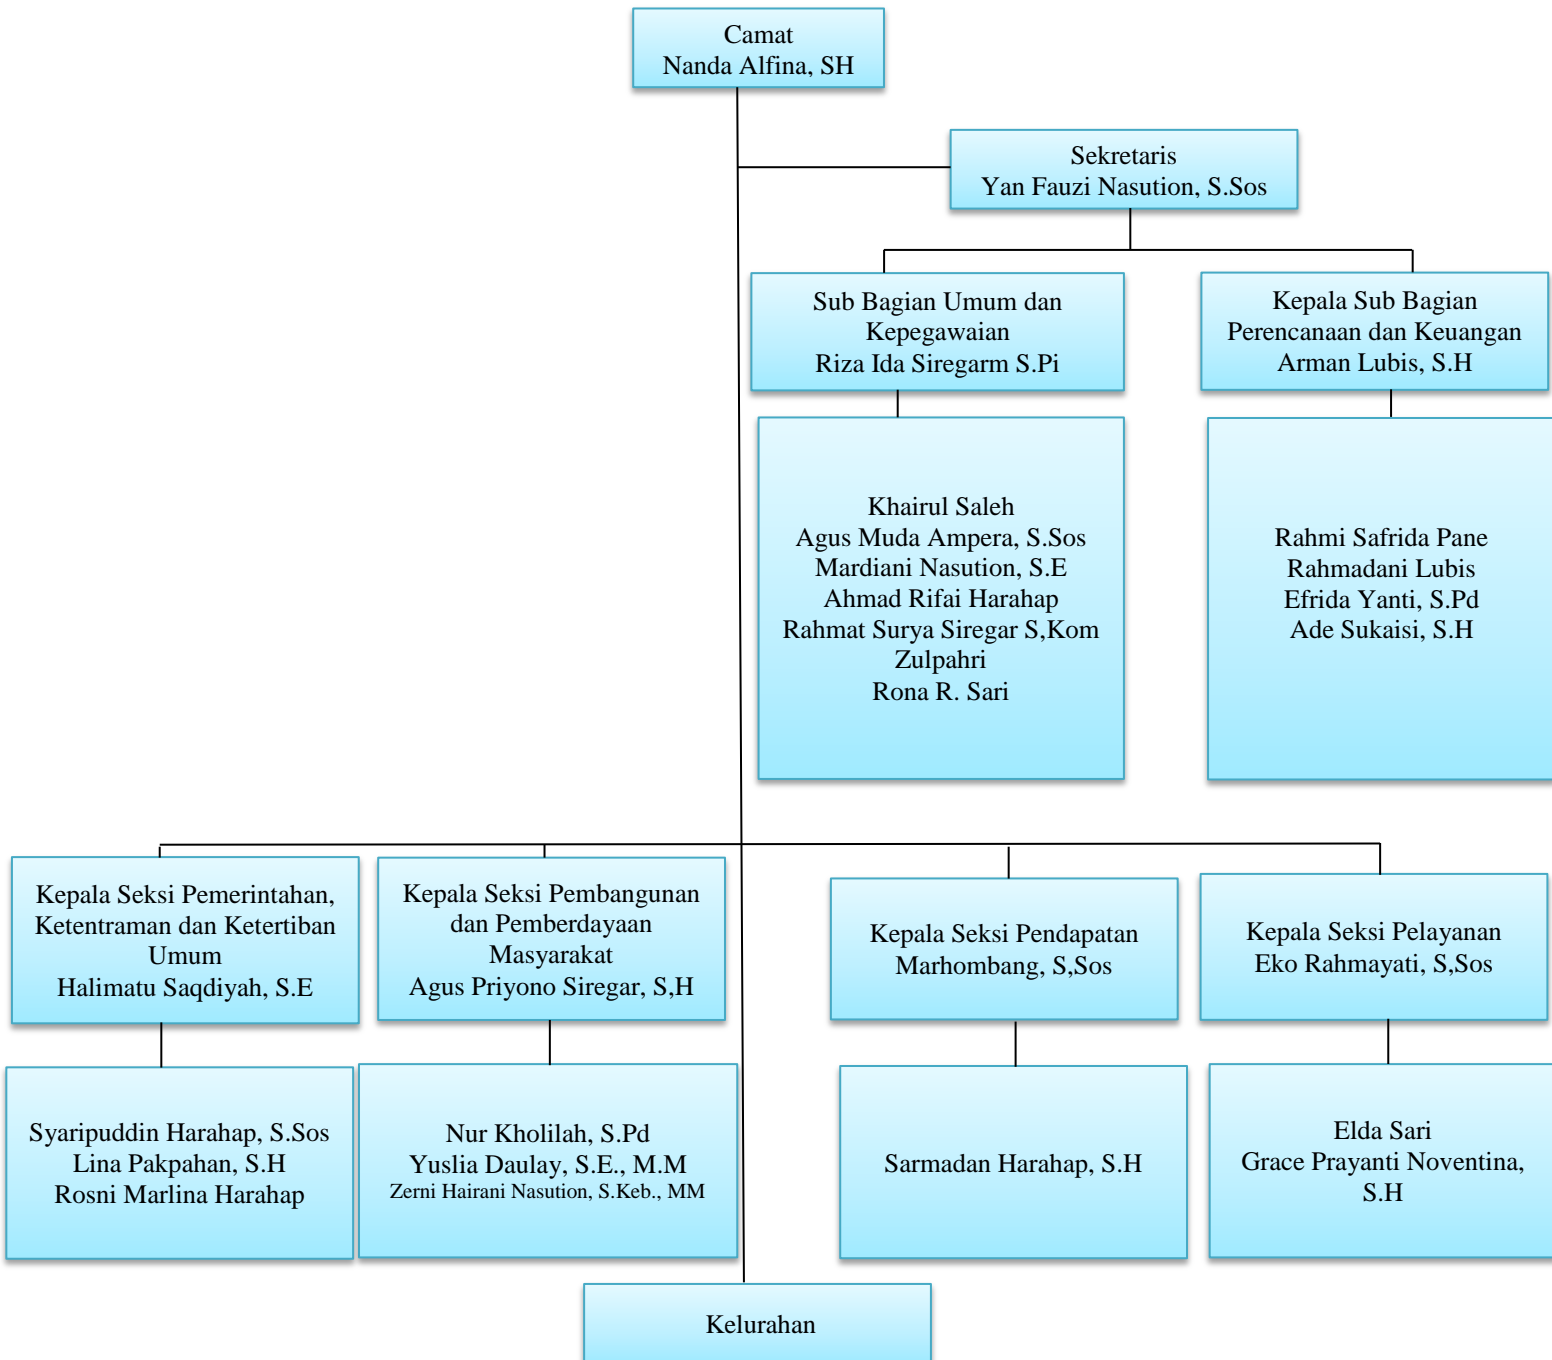 Camat
Nanda Alfina, SH
Sekretaris
Yan Fauzi Nasution, S.Sos
Sub Bagian Umum dan
Kepegawaian
Riza Ida Siregarm S.Pi
Kepala Sub Bagian
Perencanaan dan Keuangan
Arman Lubis, S.H
Khairul Saleh
Agus Muda Ampera, S.Sos
Mardiani Nasution, S.E
Ahmad Rifai Harahap
Rahmat Surya Siregar S,Kom
Zulpahri
Rona R. Sari
Rahmi Safrida Pane
Rahmadani Lubis
Efrida Yanti, S.Pd
Ade Sukaisi, S.H
Kepala Seksi Pemerintahan,
Ketentraman dan Ketertiban
Umum
Halimatu Saqdiyah, S.E
Kepala Seksi Pembangunan
dan Pemberdayaan
Masyarakat
Agus Priyono Siregar, S,H
Kepala Seksi Pendapatan
Marhombang, S,Sos
Kepala Seksi Pelayanan
Eko Rahmayati, S,Sos
Syaripuddin Harahap, S.Sos
Lina Pakpahan, S.H
Rosni Marlina Harahap
Nur Kholilah, S.Pd
Yuslia Daulay, S.E., M.M
Zerni Hairani Nasution, S.Keb., MM
Sarmadan Harahap, S.H
Elda Sari
Grace Prayanti Noventina,
S.H
Kelurahan